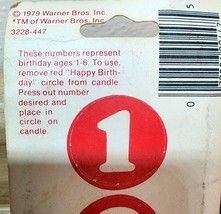 © 1979 Warner Bros. Inc.
*TM of Warner Bros. Inc.
3228-447
These numbers represent
birthday ages 1-6. To use,
remove red "Happy Birth-
day" circle from candle.
Press out number
desired and
place in
circle on
candle.
1
0